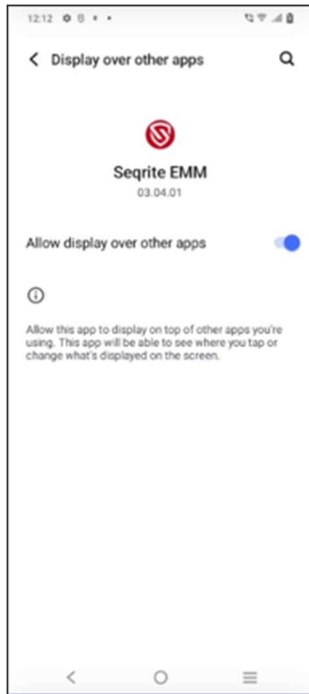 12:12
Display over other apps
Seqrite EMM
03.04.01
Allow display over other apps
Allow this app to display on top of other apps you're
using. This app will be able to see where you tap or
change what's displayed on the screen.